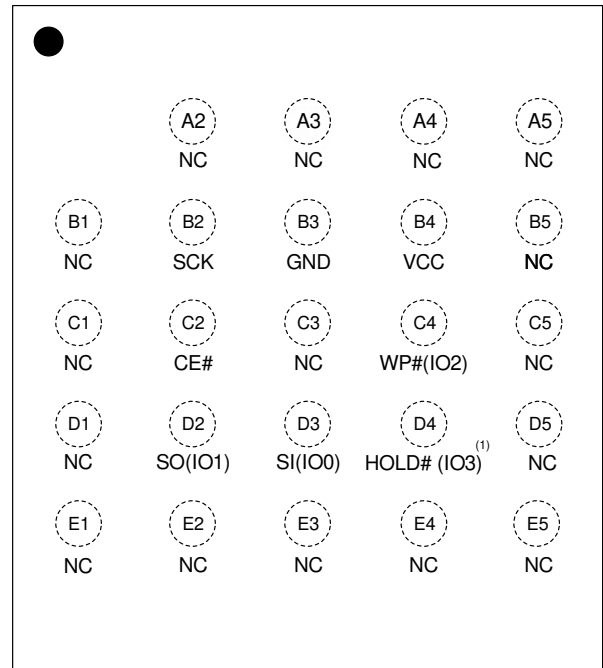 A2 A3 A4 A5
NC NC NC NC
B1 B2 B3 B4 B5
NC SCK GND VCC NC
C1 C2 C3 C4 C5
NC CE# NC WP#(IO2) NC
D1 D2 D3 D4 D5
NC SO(IO1) SI(IO0) HOLD# (IO3)(1) NC
E1 E2 E3 E4 E5
NC NC NC NC NC